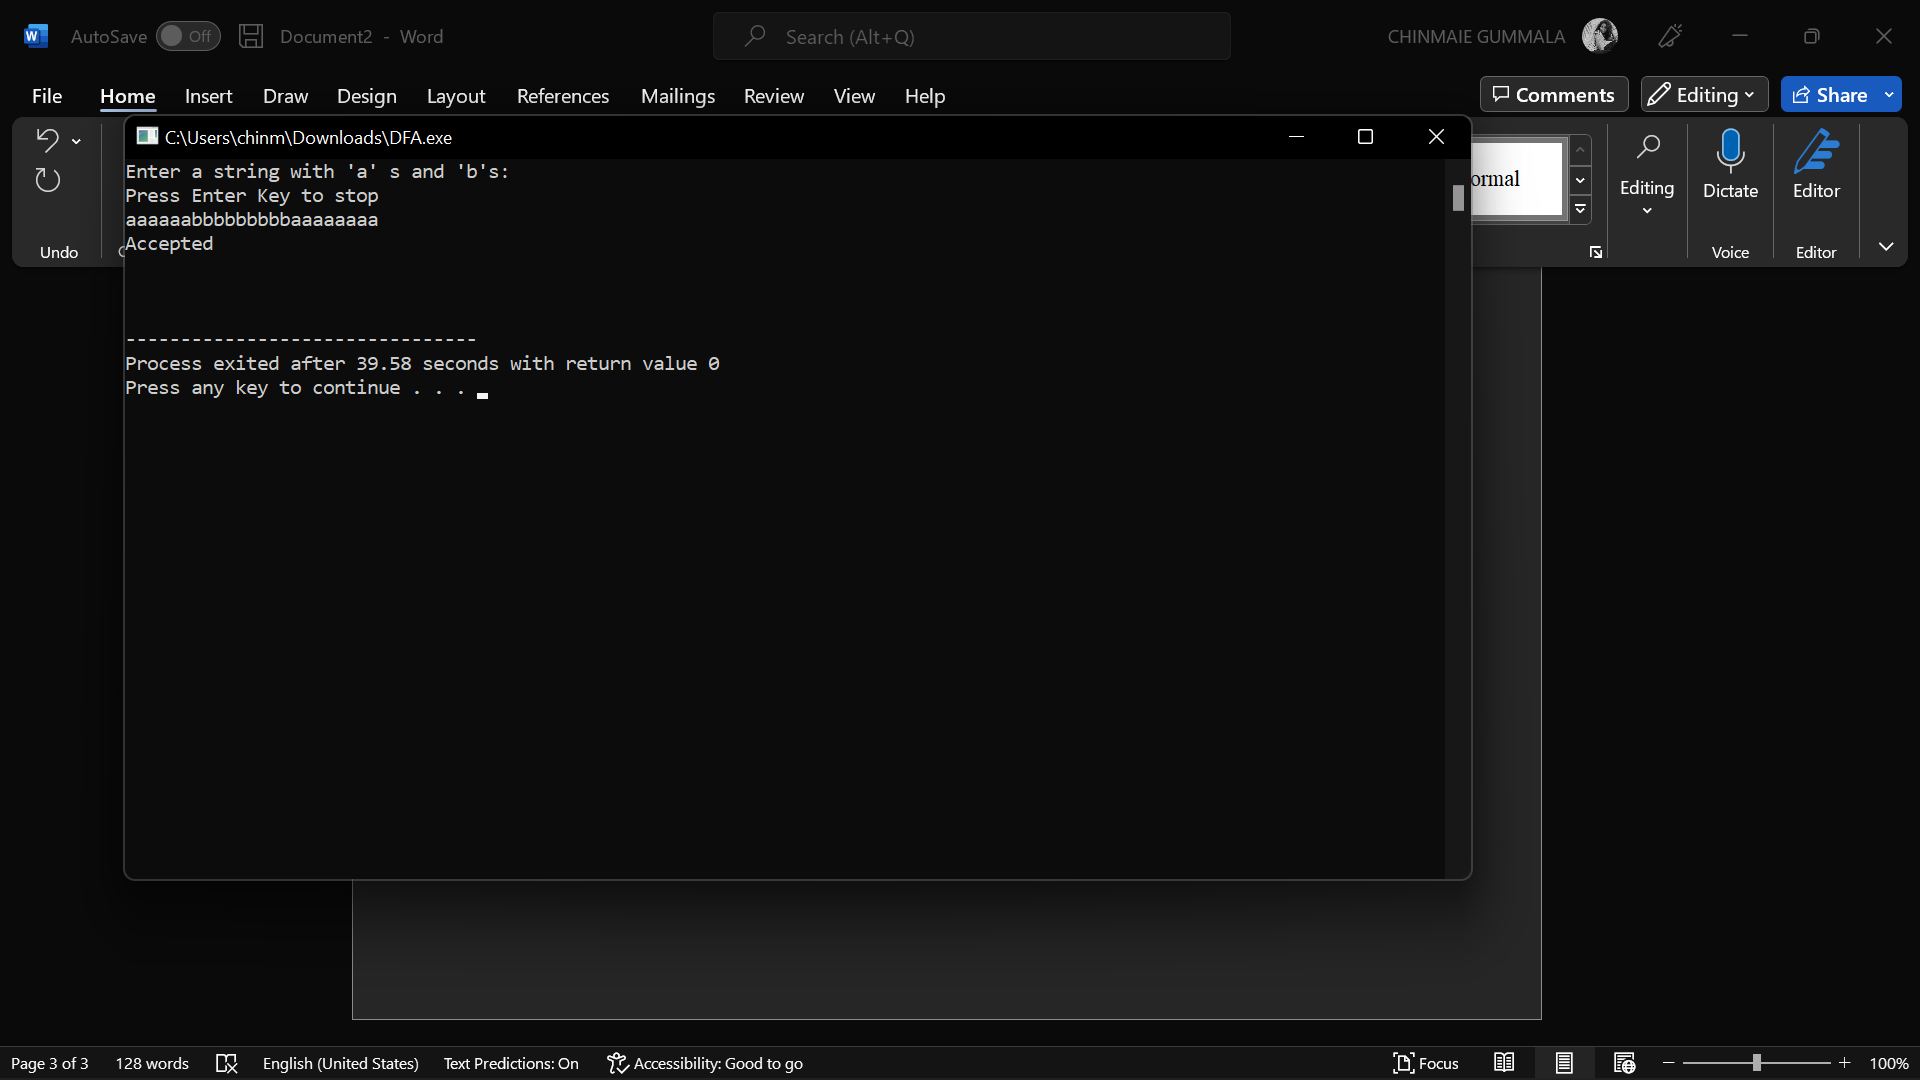 AutoSave Off Document2 - Word Search (Alt+Q) CHINMAIE GUMMALA
File Home Insert Draw Design Layout References Mailings Review View Help Comments Editing Share
C:\Users\chinm\Downloads\DFA.exe
Enter a string with 'a' s and 'b's:
Press Enter Key to stop
aaaaaabbbbbbbbbaaaaaaaa
Accepted
--------------------------------
Process exited after 39.58 seconds with return value 0
Press any key to continue . . .
ormal
Editing Dictate Editor
Undo Voice Editor
Page 3 of 3 128 words English (United States) Text Predictions: On Accessibility: Good to go Focus 100%